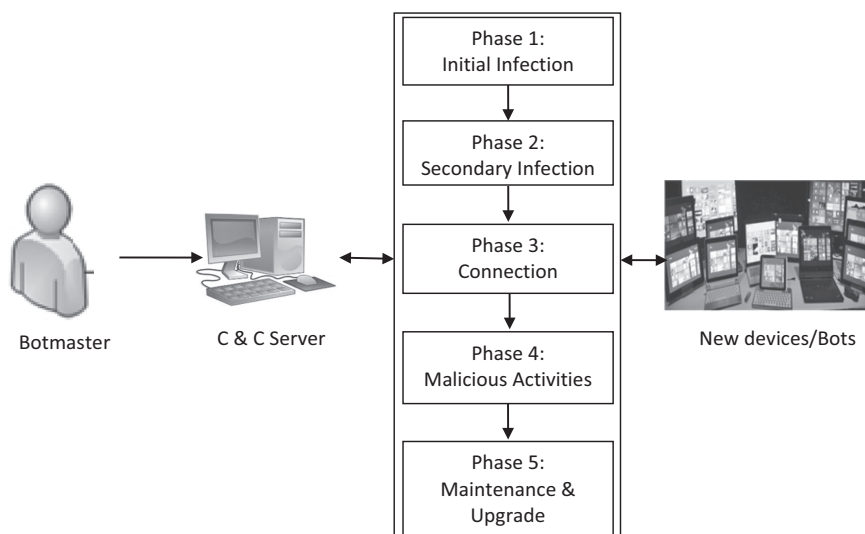 Phase 1:
Initial Infection
Phase 2:
Secondary Infection
Phase 3:
Connection
Phase 4:
Malicious Activities
Phase 5:
Maintenance &
Upgrade
Botmaster
C & C Server
New devices/Bots